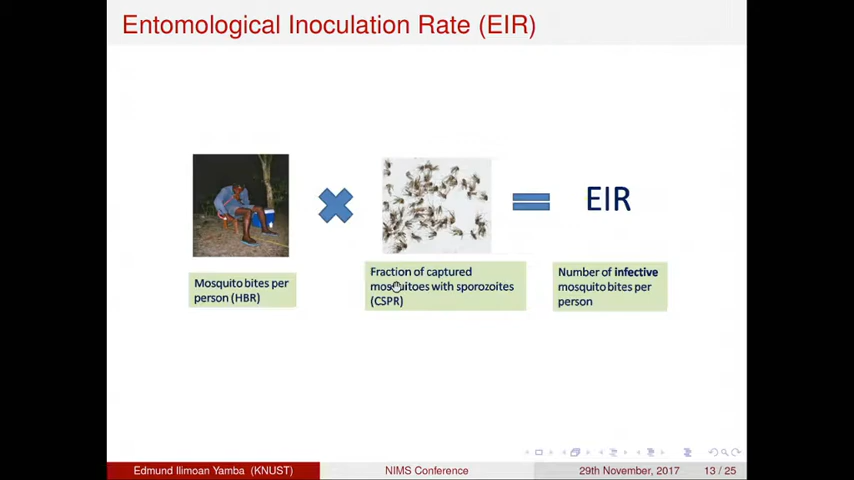 Entomological Inoculation Rate (EIR)
EIR
Mosquito bites per
person (HBR)
Fraction of captured
mosquitoes with sporozoites
(CSPR)
Number of infective
mosquito bites per
person
Edmund Ilimoan Yamba (KNUST)
NIMS Conference
29th November, 2017
13 / 25